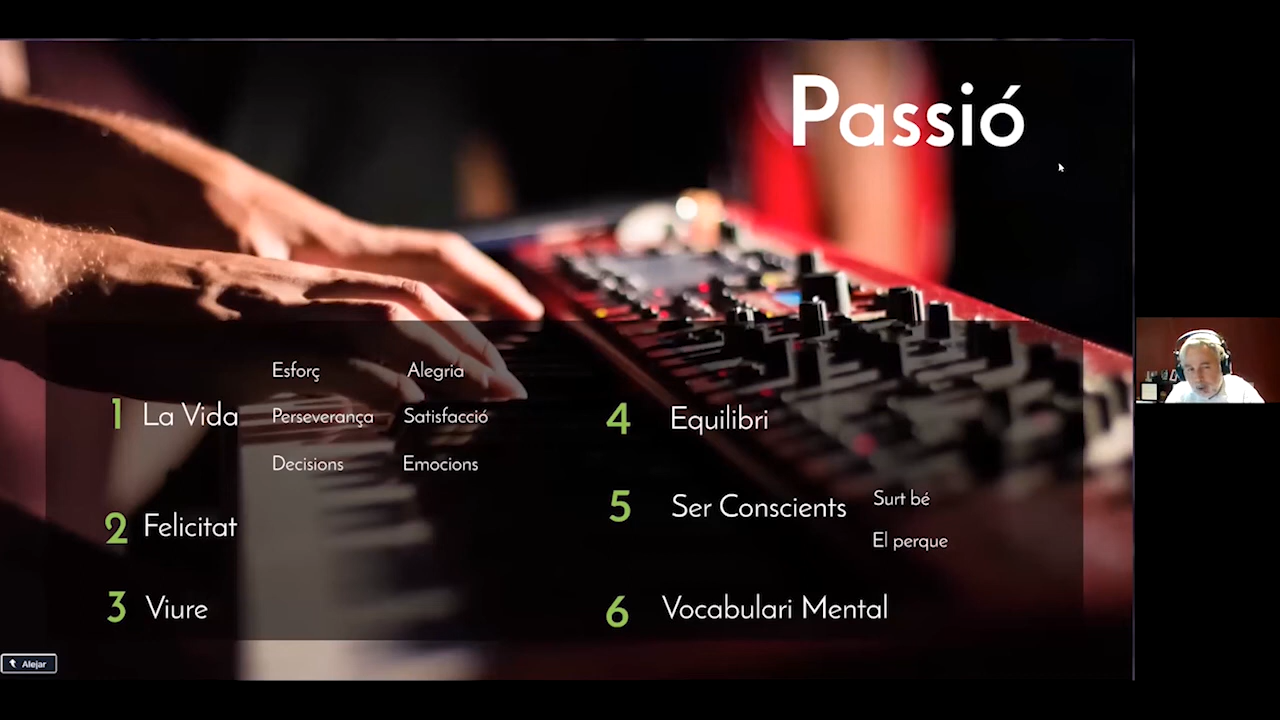 Passió
1 La Vida
Esforç
Alegria
Perseverança
Satisfacció
Decisions
Emocions
2 Felicitat
3 Viure
4 Equilibri
5 Ser Conscients
Surt bé
El perque
6 Vocabulari Mental
Alejar